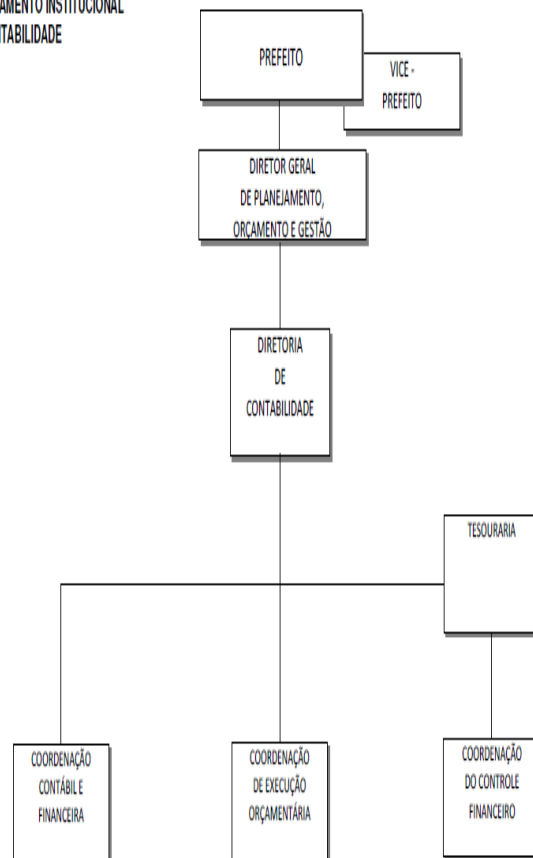 INSTITUCIONAL
PREFEITO
VICE -
PREFEITO
DIRETOR GERAL
DE PLANEJAMENTO,
ORÇAMENTO E GESTÃO
DIRETORIA
DE
CONTABILIDADE
TESOURARIA
COORDENAÇÃO
CONTÁBIL E
FINANCEIRA
COORDENAÇÃO
DE EXECUÇÃO
ORÇAMENTÁRIA
COORDENAÇÃO
DO CONTROLE
FINANCEIRO